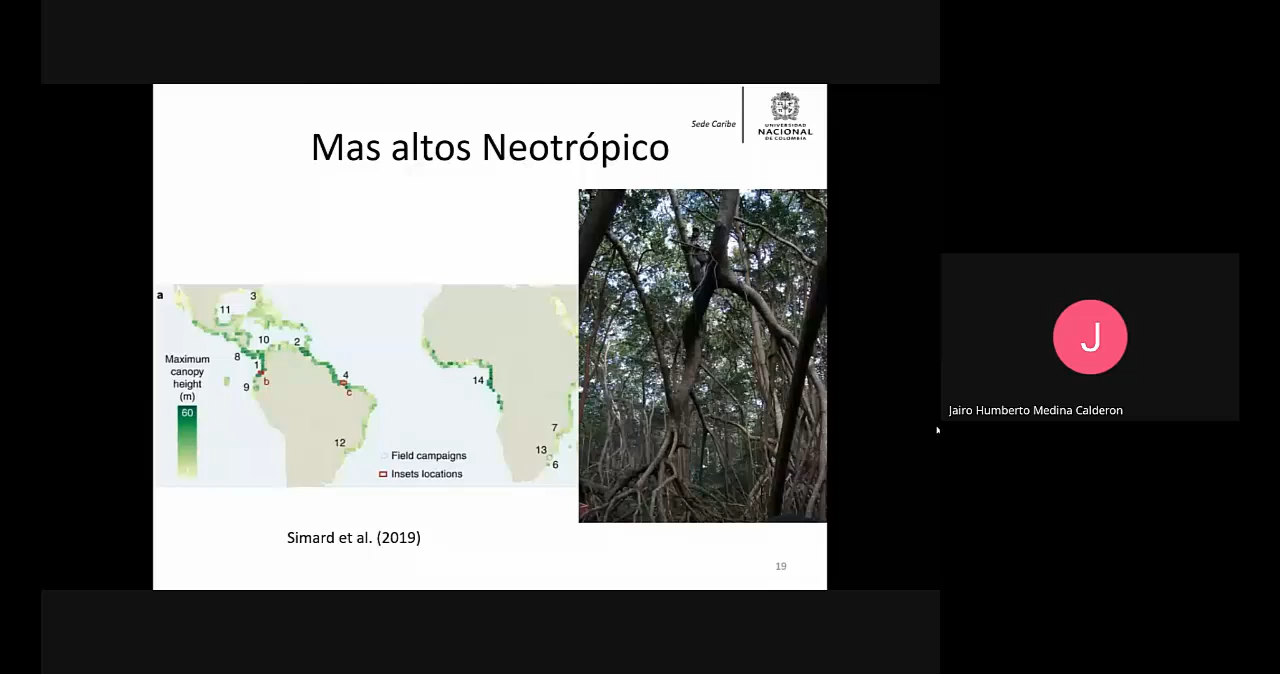 Sede Caribe
UNIVERSIDAD
NACIONAL
DE COLOMBIA
Mas altos Neotrópico
a
3
11
10
2
Maximum
canopy
height
(m)
8
1
b
9
4
c
14
60
12
7
13
6
Field campaigns
Insets locations
Simard et al. (2019)
19
J
Jairo Humberto Medina Calderon